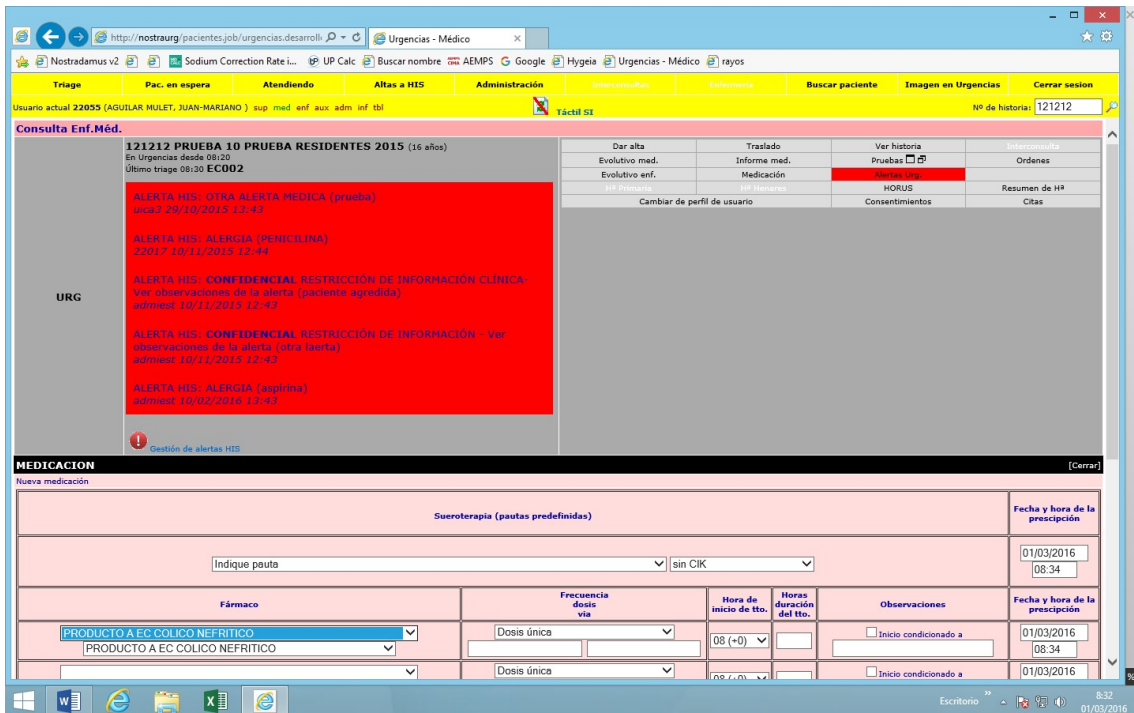 http://nostraurg/pacientes.job/urgencias.desarroll
Urgencias - Médico
Nostradamus v2
Sodium Correction Rate i... UP Calc Buscar nombre AEMPS Google Hygeia Urgencias - Médico rayos
Triage Pac. en espera Atendiendo Altas a HIS Administración Interconsultas Enfermería Buscar paciente Imagen en Urgencias Cerrar sesion
Usuario actual 22055 (AGUILAR MULET, JUAN-MARIANO ) sup med enf aux adm inf tbl Táctil SI Nº de historia: 121212
Consulta Enf.Méd.
121212 PRUEBA 10 PRUEBA RESIDENTES 2015 (16 años)
En Urgencias desde 08:20
Último triage 08:30 EC002
ALERTA HIS: OTRA ALERTA MEDICA (prueba)
uica3 29/10/2015 13:43
ALERTA HIS: ALERGIA (PENICILINA)
22017 10/11/2015 12:44
ALERTA HIS: CONFIDENCIAL RESTRICCIÓN DE INFORMACIÓN CLÍNICA-
Ver observaciones de la alerta (paciente agredida)
admiest 10/11/2015 12:43
ALERTA HIS: CONFIDENCIAL RESTRICCIÓN DE INFORMACIÓN - Ver
observaciones de la alerta (otra laerta)
admiest 10/11/2015 12:43
ALERTA HIS: ALERGIA (aspirina)
admiest 10/02/2016 13:43
Gestión de alertas HIS
URG
Dar alta Traslado Ver historia Interconsulta
Evolutivo med. Informe med. Pruebas Ordenes
Evolutivo enf. Medicación Alertas Urg.
Hª Primaria Hª Henares HORUS Resumen de Hª
Cambiar de perfil de usuario Consentimientos Citas
MEDICACION [Cerrar]
Nueva medicación
Sueroterapia (pautas predefinidas) Fecha y hora de la
prescipción
Indique pauta sin CIK 01/03/2016
08:34
Fármaco Frecuencia
dosis
via Hora de
inicio de tto. Horas
duración
del tto. Observaciones Fecha y hora de la
prescipción
PRODUCTO A EC COLICO NEFRITICO Dosis única 08 (+0) Inicio condicionado a 01/03/2016
PRODUCTO A EC COLICO NEFRITICO 08:34
Dosis única 08 (+0) Inicio condicionado a 01/03/2016
Escritorio 8:32
01/03/2016